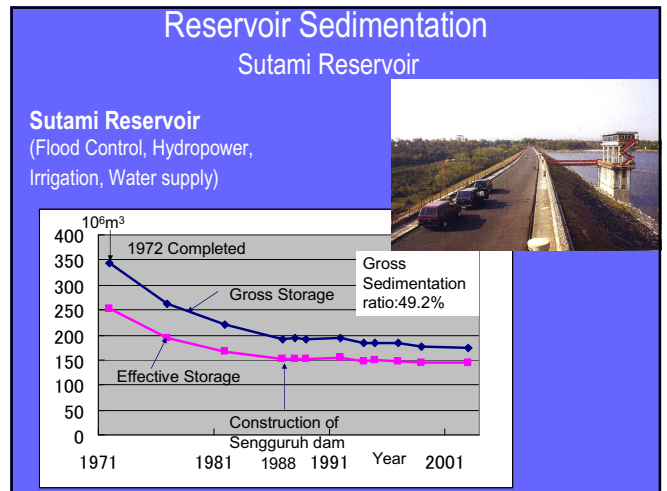 Reservoir Sedimentation
Sutami Reservoir
Sutami Reservoir
(Flood Control, Hydropower,
Irrigation, Water supply)
10⁶m³
400
350
300
250
200
150
100
50
0
1972 Completed
Gross Storage
Gross
Sedimentation
ratio:49.2%
Effective Storage
Construction of
Sengguruh dam
1971
1981
1988
1991
Year
2001